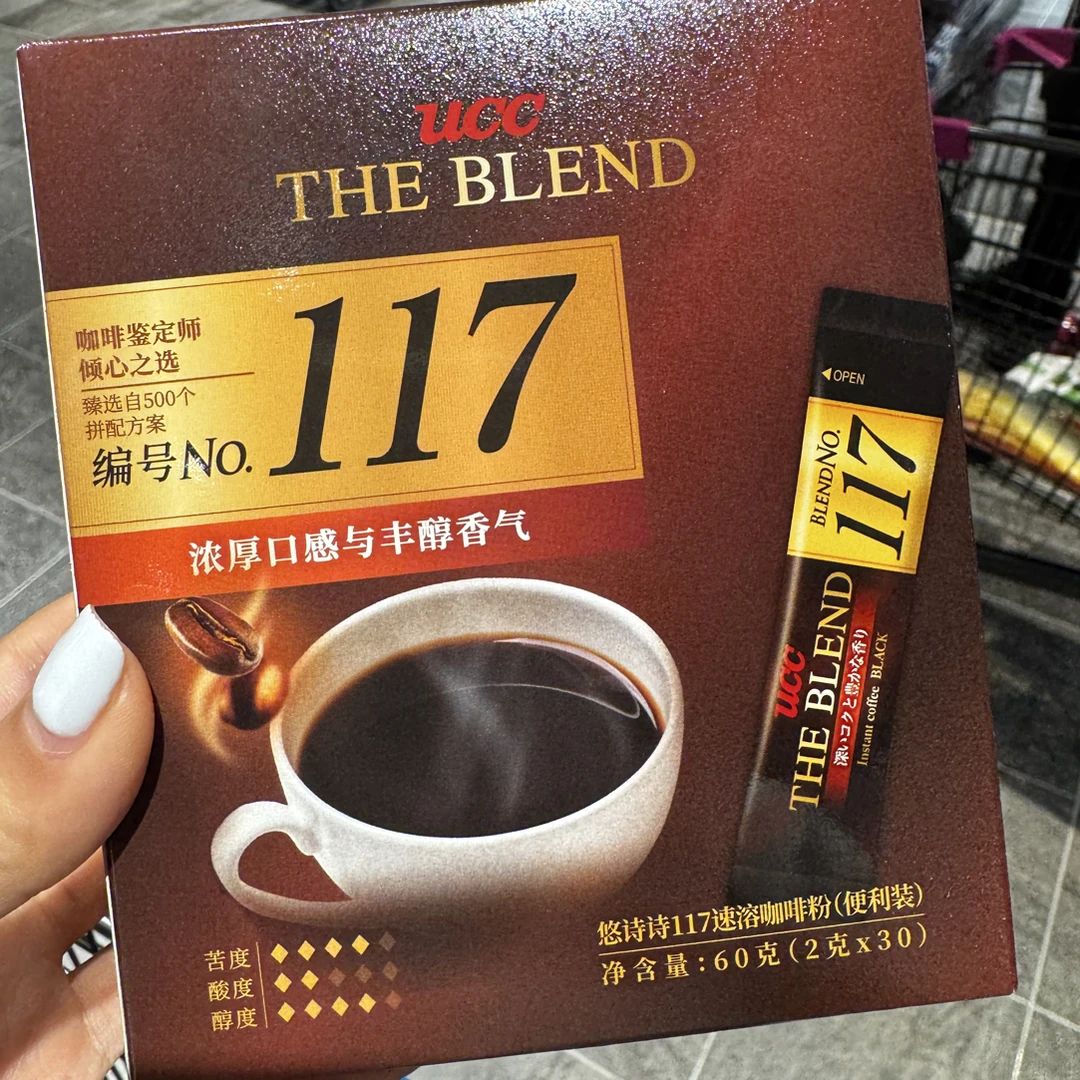 ucc
THE BLEND
咖啡鉴定师
倾心之选
臻选自500个
拼配方案
编号No.
117
浓厚口感与丰醇香气
OPEN
BLEND No.
117
ucc
THE BLEND
深いコクと豊かな香り
Instant coffee BLACK
悠诗诗117速溶咖啡粉(便利装)
净含量:60克(2克x30)
苦度
酸度
醇度